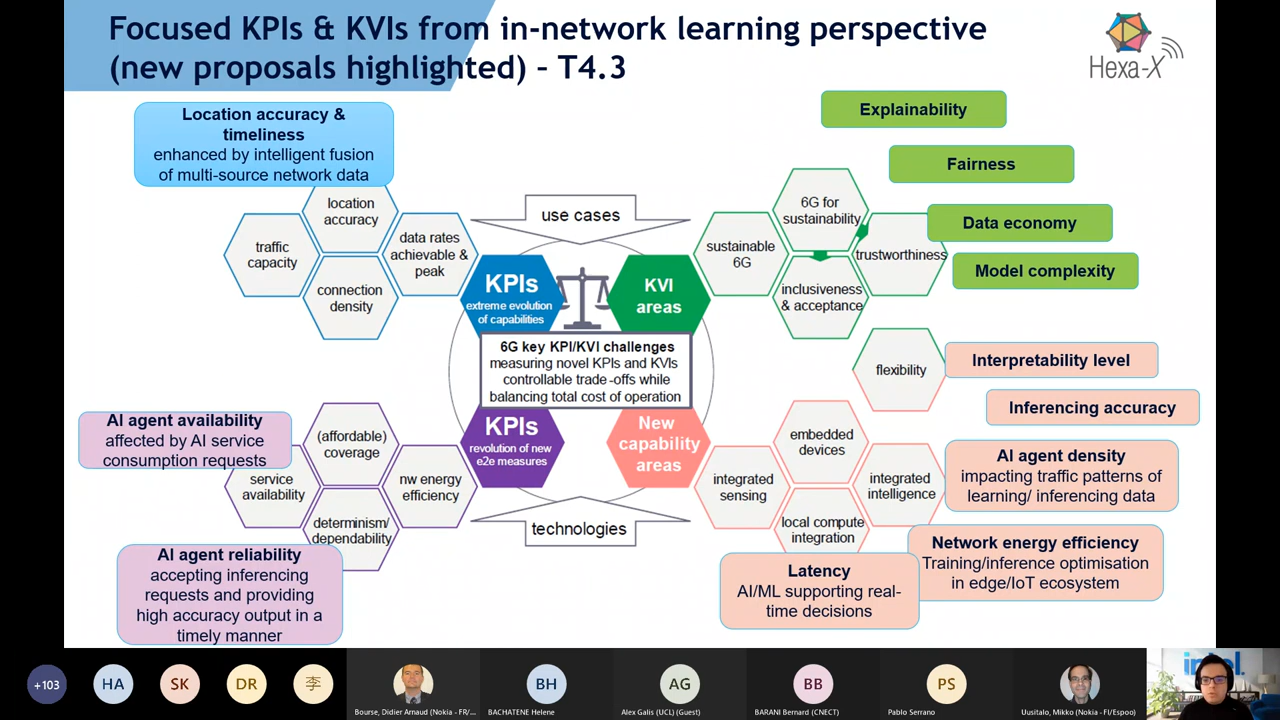 Focused KPIs & KVIs from in-network learning perspective
(new proposals highlighted) – T4.3
Hexa-X
Location accuracy &
timeliness
enhanced by intelligent fusion
of multi-source network data
location
accuracy
traffic
capacity
data rates
achievable &
peak
connection
density
use cases
KPIs
extreme evolution
of capabilities
KVI
areas
6G key KPI/KVI challenges
measuring novel KPIs and KVIs
controllable trade-offs while
balancing total cost of operation
KPIs
revolution of new
e2e measures
New
capability
areas
technologies
Explainability
Fairness
Data economy
Model complexity
6G for
sustainability
sustainable
6G
trustworthiness
inclusiveness
& acceptance
flexibility
Interpretability level
Inferencing accuracy
AI agent density
impacting traffic patterns of
learning/ inferencing data
Network energy efficiency
Training/inference optimisation
in edge/IoT ecosystem
Latency
AI/ML supporting real-
time decisions
embedded
devices
integrated
sensing
integrated
intelligence
local compute
integration
AI agent availability
affected by AI service
consumption requests
(affordable)
coverage
service
availability
nw energy
efficiency
determinism/
dependability
AI agent reliability
accepting inferencing
requests and providing
high accuracy output in a
timely manner
+103
HA
SK
DR
李
Bourse, Didier Arnaud (Nokia - FR/...
BH
BACHATENE Helene
AG
Alex Galis (UCL) (Guest)
BB
BARANI Bernard (CNECT)
PS
Pablo Serrano
Uusitalo, Mikko (Nokia - FI/Espoo)
intel